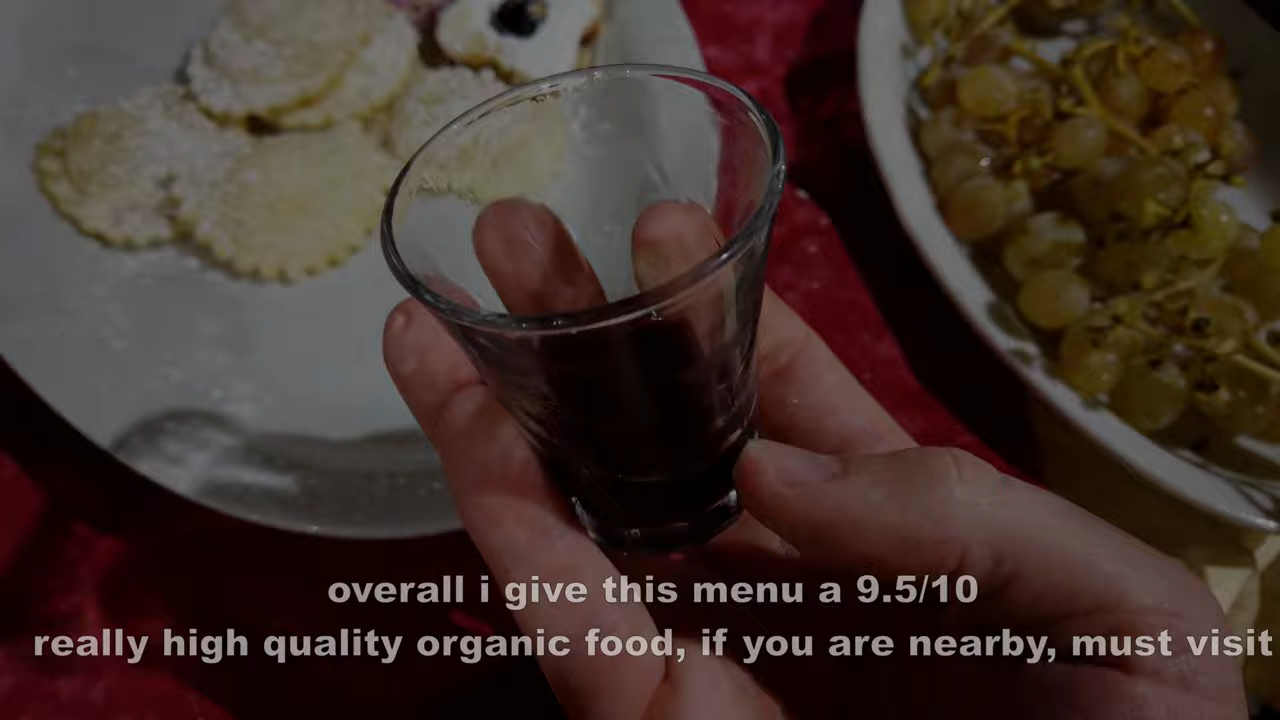 overall i give this menu a 9.5/10
really high quality organic food, if you are nearby, must visit